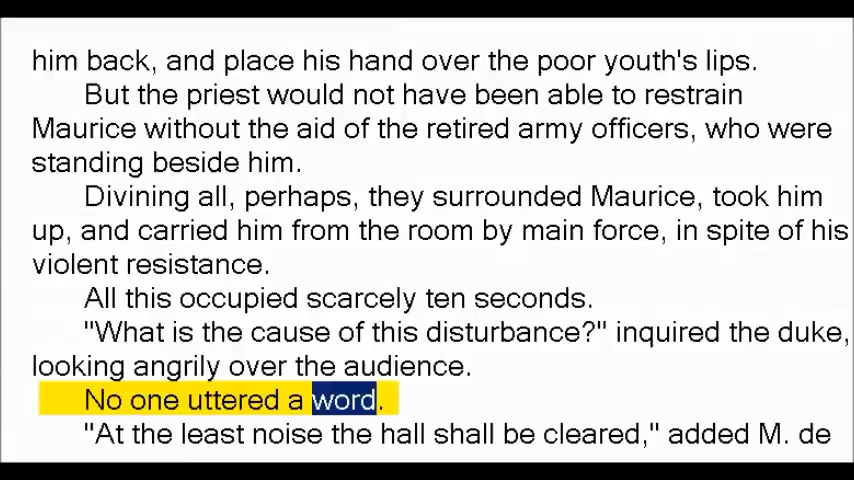 him back, and place his hand over the poor youth's lips.
But the priest would not have been able to restrain
Maurice without the aid of the retired army officers, who were
standing beside him.
Divining all, perhaps, they surrounded Maurice, took him
up, and carried him from the room by main force, in spite of his
violent resistance.
All this occupied scarcely ten seconds.
"What is the cause of this disturbance?" inquired the duke,
looking angrily over the audience.
No one uttered a word.
"At the least noise the hall shall be cleared," added M. de